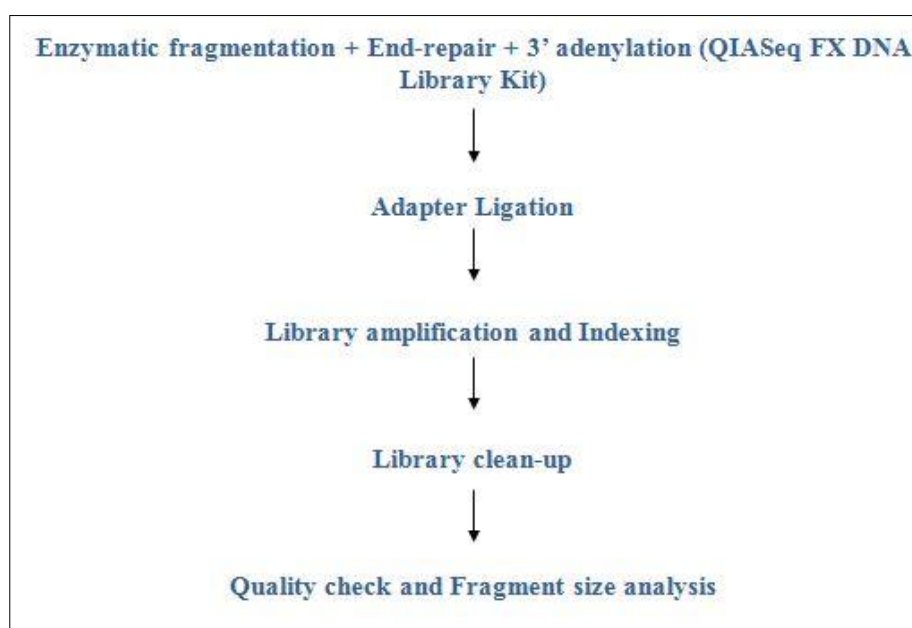 Enzymatic fragmentation + End-repair + 3’ adenylation (QIASeq FX DNA
Library Kit)
Adapter Ligation
Library amplification and Indexing
Library clean-up
Quality check and Fragment size analysis